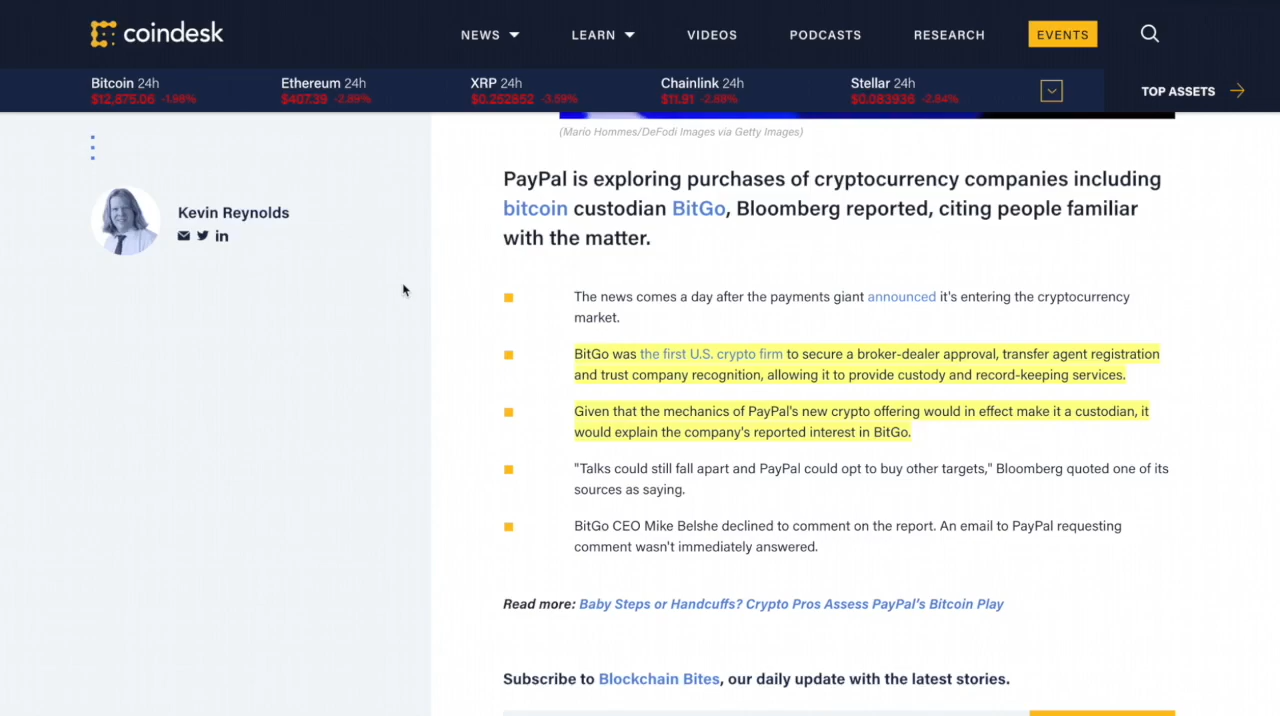 coindesk
NEWS LEARN VIDEOS PODCASTS RESEARCH EVENTS
Bitcoin 24h Ethereum 24h XRP 24h Chainlink 24h Stellar 24h
$12,875.06 -1.98% $407.39 -2.89% $0.252852 -3.59% $11.91 -2.88% $0.083936 -2.84%
TOP ASSETS
(Mario Hommes/DeFodi Images via Getty Images)
Kevin Reynolds
PayPal is exploring purchases of cryptocurrency companies including
bitcoin custodian BitGo, Bloomberg reported, citing people familiar
with the matter.
The news comes a day after the payments giant announced it's entering the cryptocurrency
market.
BitGo was the first U.S. crypto firm to secure a broker-dealer approval, transfer agent registration
and trust company recognition, allowing it to provide custody and record-keeping services.
Given that the mechanics of PayPal's new crypto offering would in effect make it a custodian, it
would explain the company's reported interest in BitGo.
"Talks could still fall apart and PayPal could opt to buy other targets," Bloomberg quoted one of its
sources as saying.
BitGo CEO Mike Belshe declined to comment on the report. An email to PayPal requesting
comment wasn't immediately answered.
Read more: Baby Steps or Handcuffs? Crypto Pros Assess PayPal's Bitcoin Play
Subscribe to Blockchain Bites, our daily update with the latest stories.